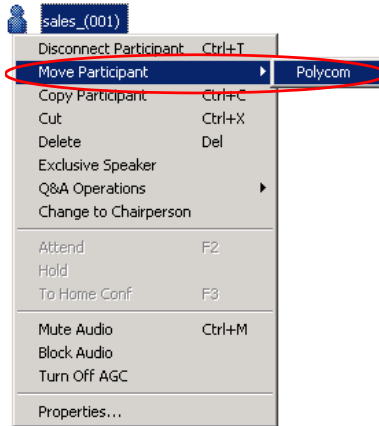 sales_(001)
Disconnect Participant Ctrl+T
Move Participant Polycom
Copy Participant Ctrl+C
Cut Ctrl+X
Delete Del
Exclusive Speaker
Q&A Operations
Change to Chairperson
Attend F2
Hold
To Home Conf F3
Mute Audio Ctrl+M
Block Audio
Turn Off AGC
Properties...